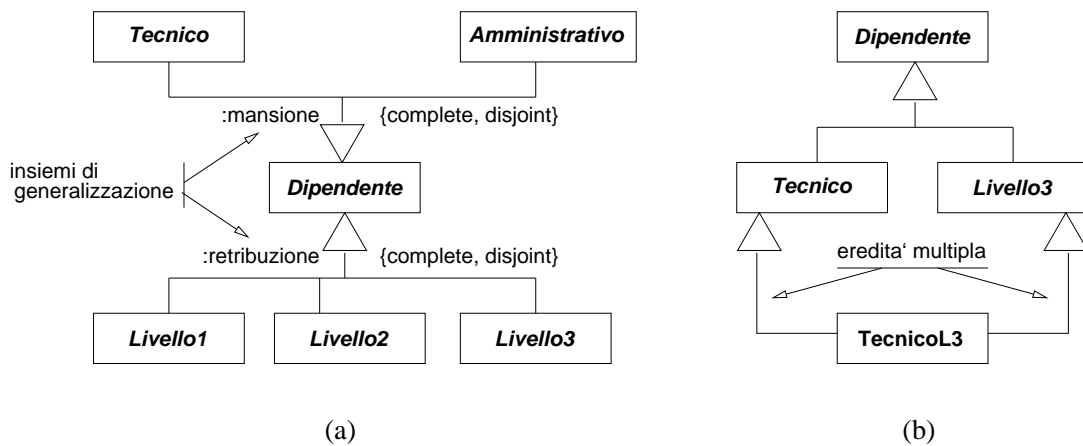 Tecnico
Amministrativo
:mansione
{complete, disjoint}
insiemi di
generalizzazione
Dipendente
:retribuzione
{complete, disjoint}
Livello1
Livello2
Livello3
(a)
Dipendente
Tecnico
Livello3
eredita‘ multipla
TecnicoL3
(b)